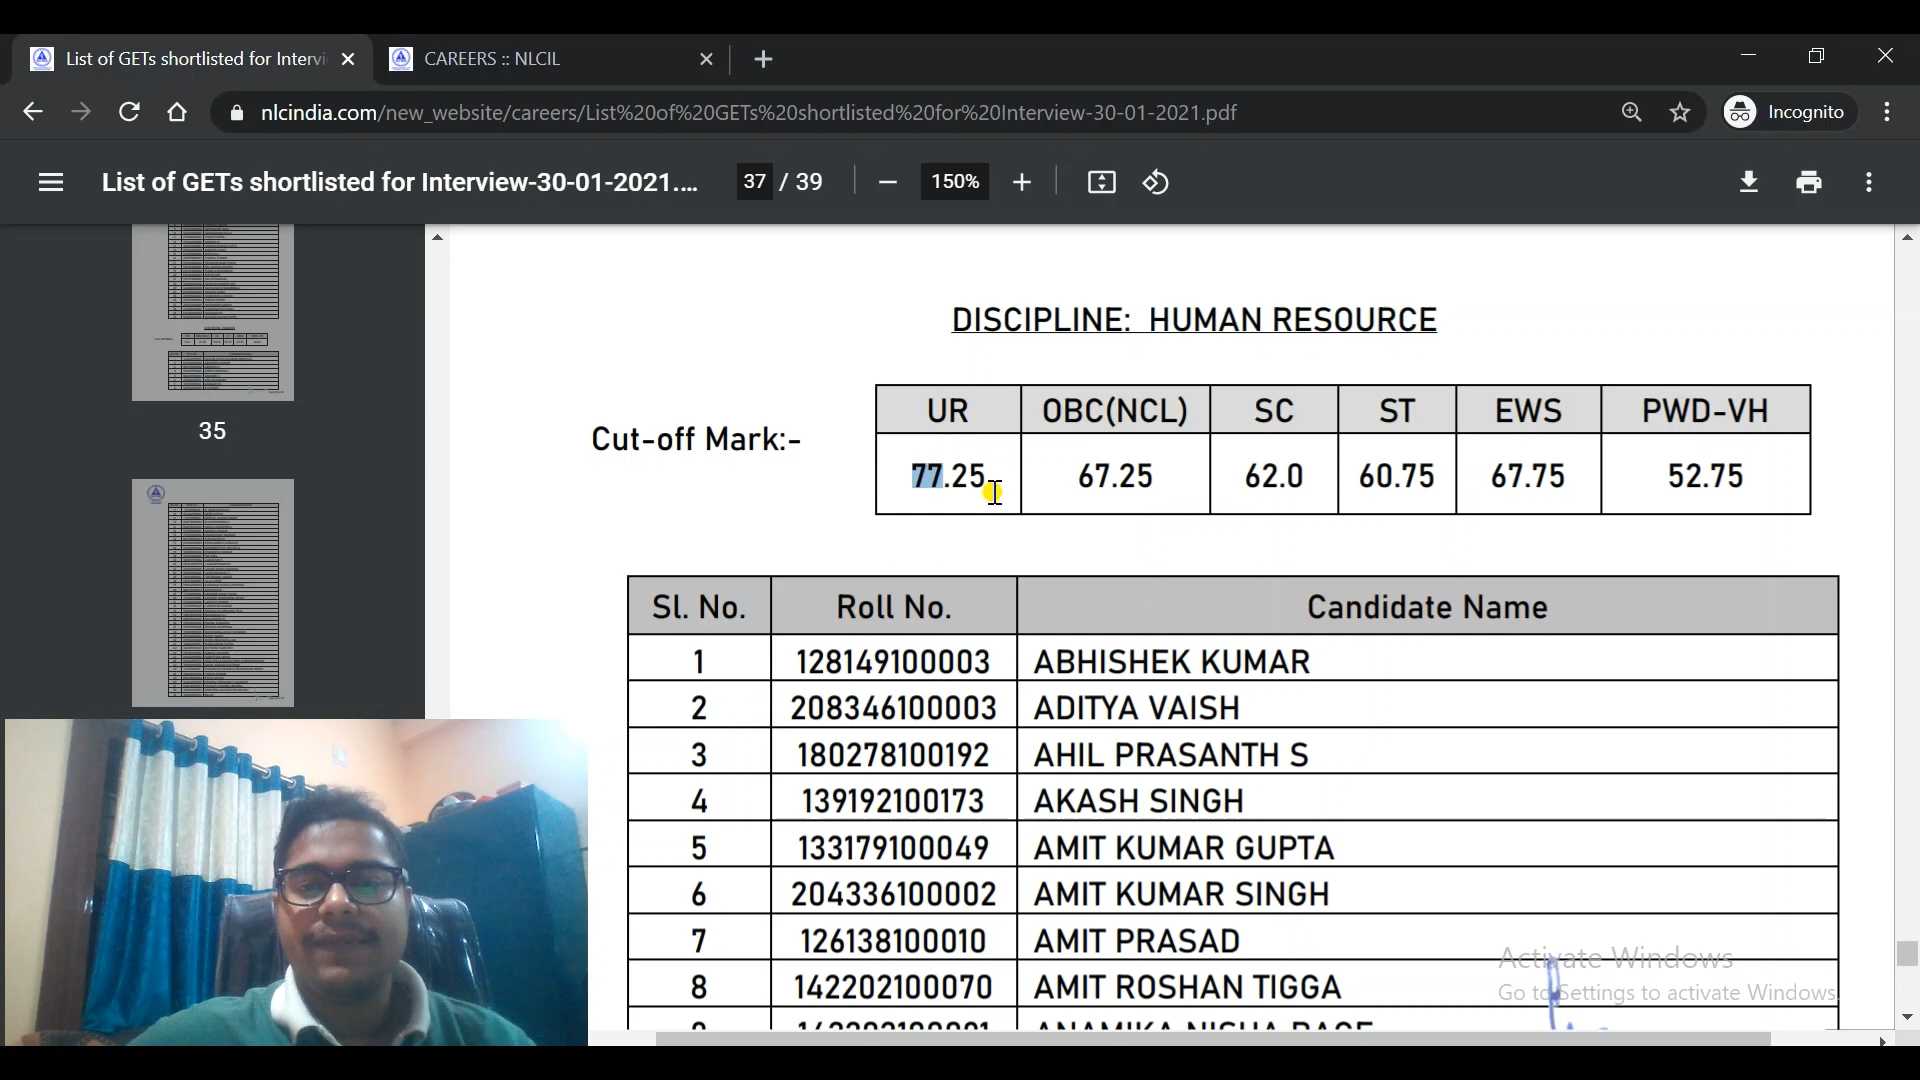 List of GETs shortlisted for Intervi
CAREERS :: NLCIL
nlcindia.com/new_website/careers/List%20of%20GETs%20shortlisted%20for%20Interview-30-01-2021.pdf
Incognito
List of GETs shortlisted for Interview-30-01-2021....
37 / 39
150%
35
DISCIPLINE: HUMAN RESOURCE
Cut-off Mark:-
UR OBC(NCL) SC ST EWS PWD-VH
77.25 67.25 62.0 60.75 67.75 52.75
Sl. No. Roll No. Candidate Name
1 128149100003 ABHISHEK KUMAR
2 208346100003 ADITYA VAISH
3 180278100192 AHIL PRASANTH S
4 139192100173 AKASH SINGH
5 133179100049 AMIT KUMAR GUPTA
6 204336100002 AMIT KUMAR SINGH
7 126138100010 AMIT PRASAD
8 142202100070 AMIT ROSHAN TIGGA
Activate Windows
Go to Settings to activate Windows.